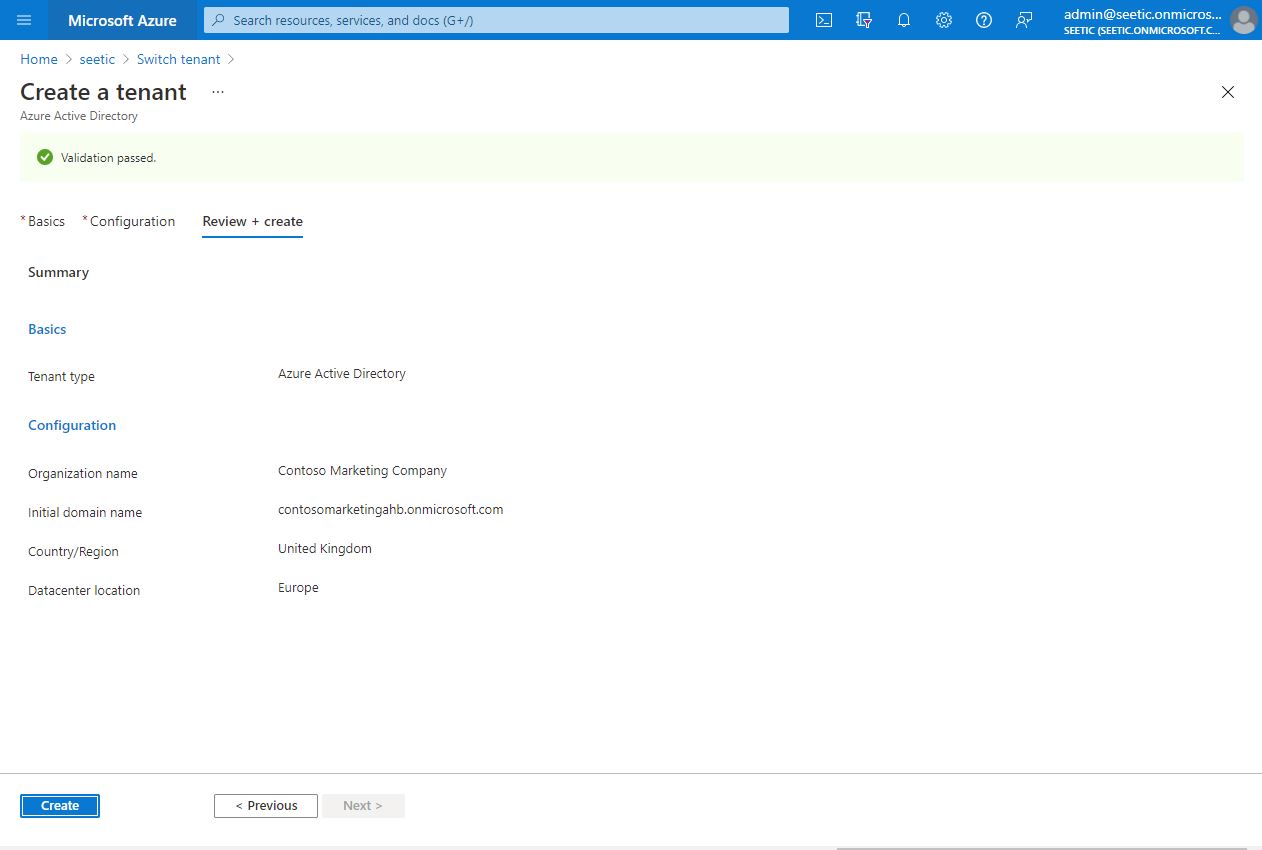 Microsoft Azure
Search resources, services, and docs (G+/)
admin@seetic.onmicros...
SEETIC (SEETIC.ONMICROSOFT.C...
Home > seetic > Switch tenant >
Create a tenant ...
Azure Active Directory
Validation passed.
* Basics * Configuration Review + create
Summary
Basics
Tenant type Azure Active Directory
Configuration
Organization name Contoso Marketing Company
Initial domain name contosomarketingahb.onmicrosoft.com
Country/Region United Kingdom
Datacenter location Europe
Create < Previous Next >